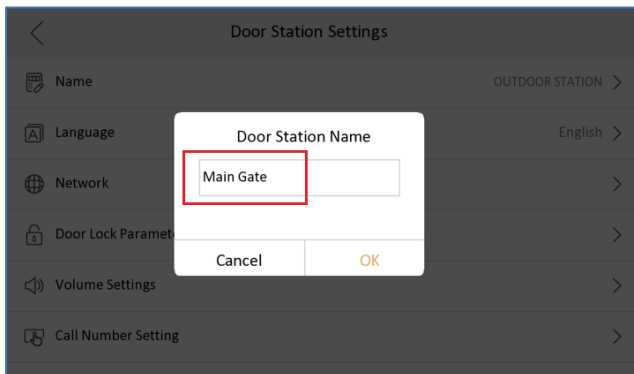 Door Station Settings
Name OUTDOOR STATION
Language English
Door Station Name
Main Gate
Network
Door Lock Paramet
Cancel OK
Volume Settings
Call Number Setting